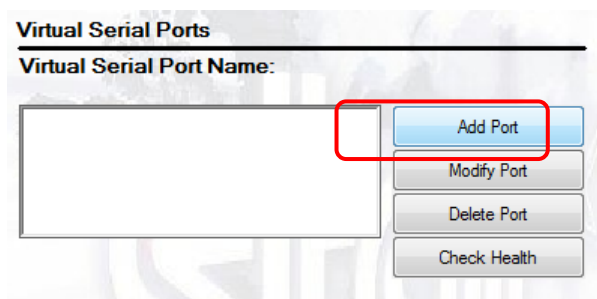 Virtual Serial Ports
Virtual Serial Port Name:
Add Port
Modify Port
Delete Port
Check Health